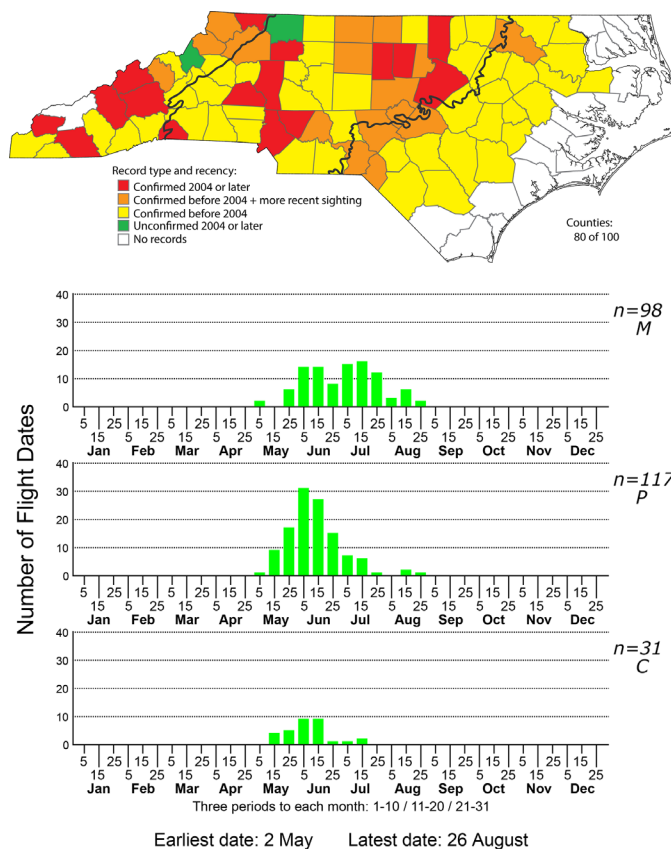 Record type and recency:
Confirmed 2004 or later
Confirmed before 2004 + more recent sighting
Confirmed before 2004
Unconfirmed 2004 or later
No records
Counties:
80 of 100
Number of Flight Dates
40
30
20
10
0
n=98
M
5 25 5 25 5 25 5 25 5 25 5 25 5 25 5 25 5 25 5 25 5 25 5 25
15 15 15 15 15 15 15 15 15 15 15 15
Jan Feb Mar Apr May Jun Jul Aug Sep Oct Nov Dec
40
30
20
10
0
n=117
P
5 25 5 25 5 25 5 25 5 25 5 25 5 25 5 25 5 25 5 25 5 25 5 25
15 15 15 15 15 15 15 15 15 15 15 15
Jan Feb Mar Apr May Jun Jul Aug Sep Oct Nov Dec
40
30
20
10
0
n=31
C
5 25 5 25 5 25 5 25 5 25 5 25 5 25 5 25 5 25 5 25 5 25 5 25
15 15 15 15 15 15 15 15 15 15 15 15
Jan Feb Mar Apr May Jun Jul Aug Sep Oct Nov Dec
Three periods to each month: 1-10 / 11-20 / 21-31
Earliest date: 2 May Latest date: 26 August